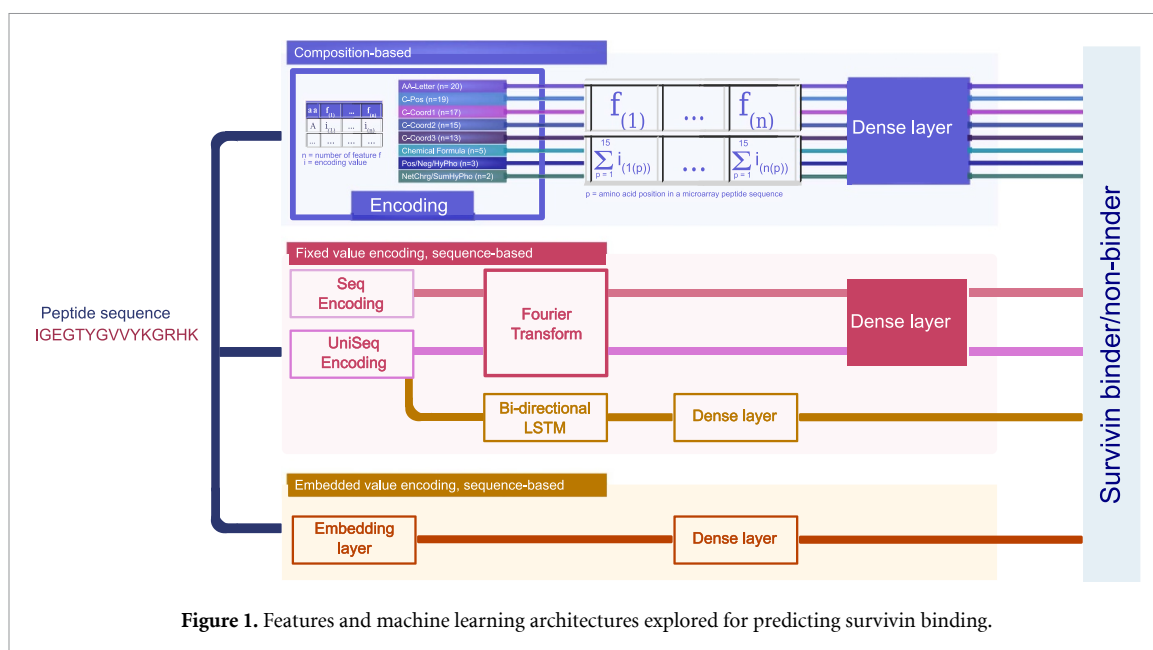 Composition-based
aa f(1) ... f(n)
A i(1) ... i(n)
... ... ...
n = number of feature f
i = encoding value
AA-Letter (n= 20)
C-Pos (n=19)
C-Coord1 (n=17)
C-Coord2 (n=15)
C-Coord3 (n=13)
Chemical Formula (n=5)
Pos/Neg/HyPho (n=3)
NetChrg/SumHyPho (n=2)
Encoding
f(1) ... f(n)
15 15
∑ i(1(p)) ... ∑ i(n(p))
p = 1 p = 1
p = amino acid position in a microarray peptide sequence
Dense layer
Fixed value encoding, sequence-based
Seq
Encoding
UniSeq
Encoding
Fourier
Transform
Dense layer
Bi-directional
LSTM
Dense layer
Peptide sequence
IGEGTYGVVYKGRHK
Embedded value encoding, sequence-based
Embedding
layer
Dense layer
Survivin binder/non-binder
Figure 1. Features and machine learning architectures explored for predicting survivin binding.